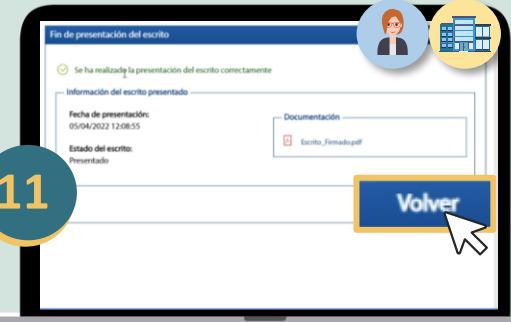 Fin de presentación del escrito
Se ha realizado la presentación del escrito correctamente
Información del escrito presentado
Fecha de presentación:
05/04/2022 12:08:55
Estado del escrito:
Presentado
Documentación
Escrito_Firmado.pdf
11
Volver